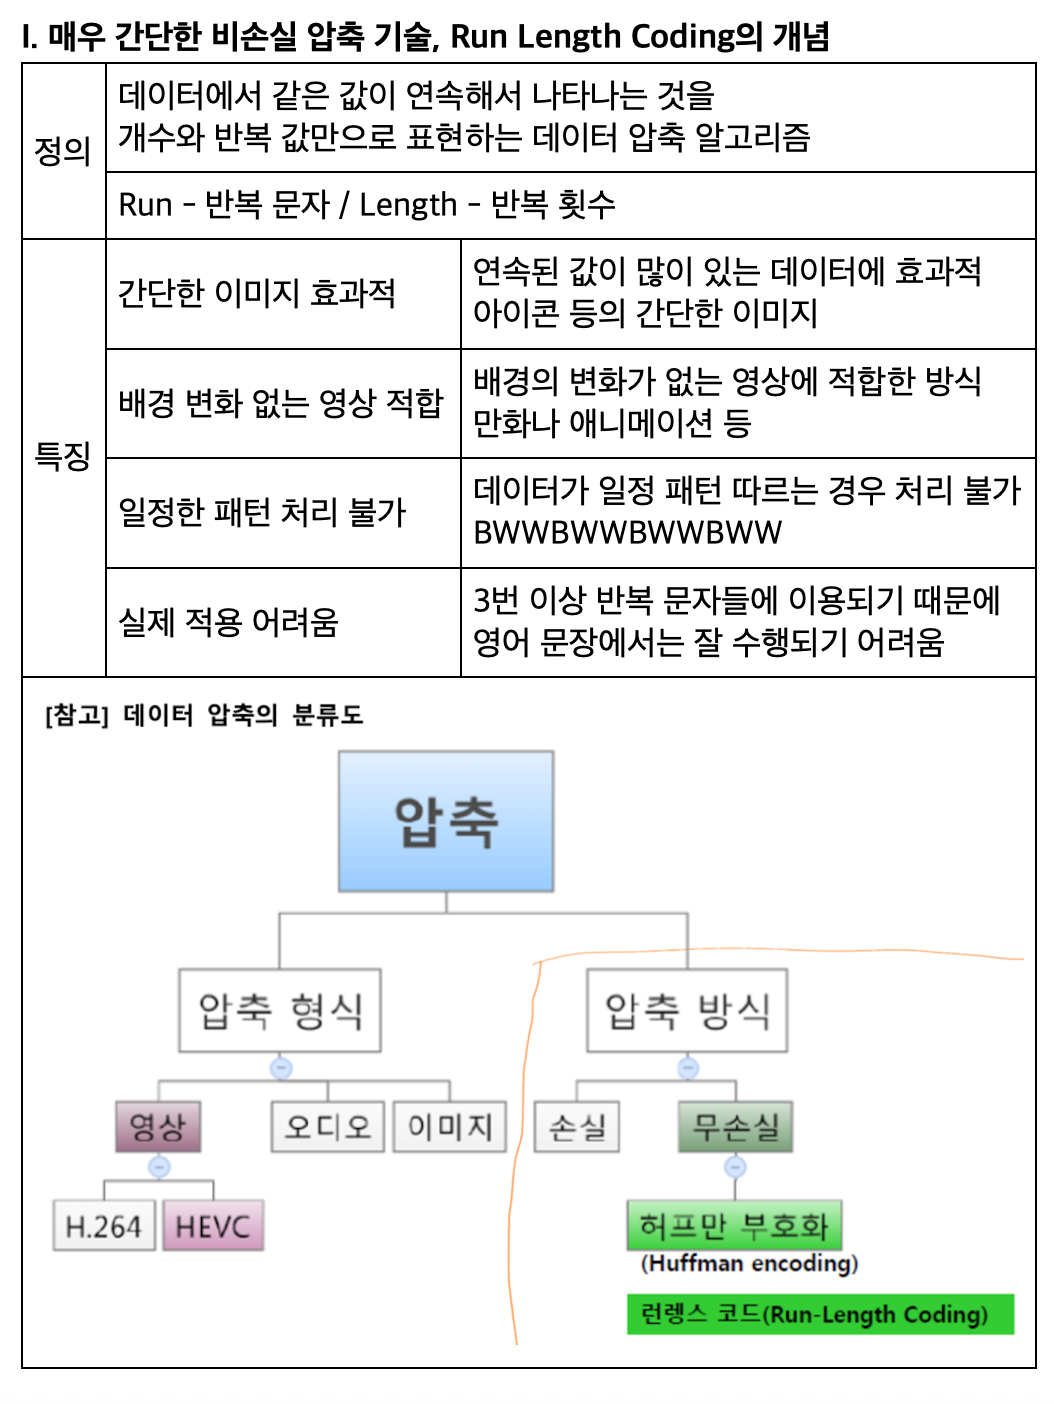 I. 매우 간단한 비손실 압축 기술, Run Length Coding의 개념
정의
데이터에서 같은 값이 연속해서 나타나는 것을
개수와 반복 값만으로 표현하는 데이터 압축 알고리즘
Run – 반복 문자 / Length – 반복 횟수
특징
간단한 이미지 효과적
연속된 값이 많이 있는 데이터에 효과적
아이콘 등의 간단한 이미지
배경 변화 없는 영상 적합
배경의 변화가 없는 영상에 적합한 방식
만화나 애니메이션 등
일정한 패턴 처리 불가
데이터가 일정 패턴 따르는 경우 처리 불가
BWWBWWBWWBWW
실제 적용 어려움
3번 이상 반복 문자들에 이용되기 때문에
영어 문장에서는 잘 수행되기 어려움
[참고] 데이터 압축의 분류도
압축
압축 형식
압축 방식
영상
오디오
이미지
손실
무손실
H.264
HEVC
허프만 부호화
(Huffman encoding)
런렝스 코드(Run-Length Coding)